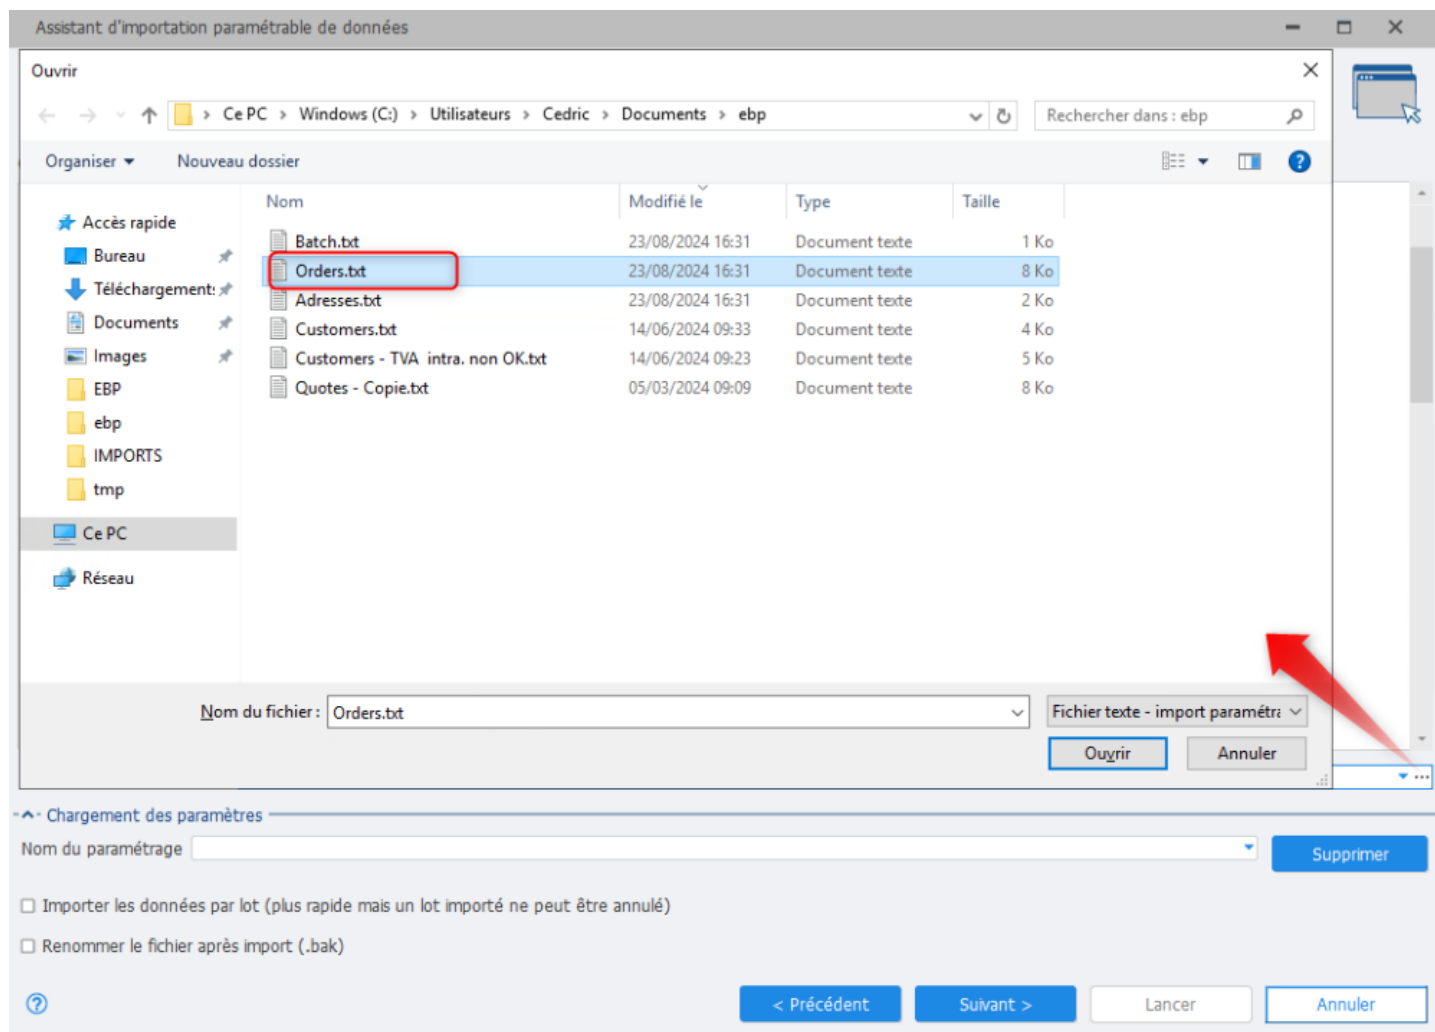 Assistant d'importation paramétrable de données
Ouvrir
Ce PC > Windows (C:) > Utilisateurs > Cedric > Documents > ebp
Rechercher dans : ebp
Organiser
Nouveau dossier
Nom
Modifié le
Type
Taille
Accès rapide
Bureau
Téléchargement:
Documents
Images
EBP
ebp
IMPORTS
tmp
Ce PC
Réseau
Batch.txt 23/08/2024 16:31 Document texte 1 Ko
Orders.txt 23/08/2024 16:31 Document texte 8 Ko
Adresses.txt 23/08/2024 16:31 Document texte 2 Ko
Customers.txt 14/06/2024 09:33 Document texte 4 Ko
Customers - TVA intra. non OK.txt 14/06/2024 09:23 Document texte 5 Ko
Quotes - Copie.txt 05/03/2024 09:09 Document texte 8 Ko
Nom du fichier : Orders.txt
Fichier texte - import paramétra
Ouvrir
Annuler
...
Chargement des paramètres
Nom du paramétrage
Supprimer
Importer les données par lot (plus rapide mais un lot importé ne peut être annulé)
Renommer le fichier après import (.bak)
< Précédent
Suivant >
Lancer
Annuler